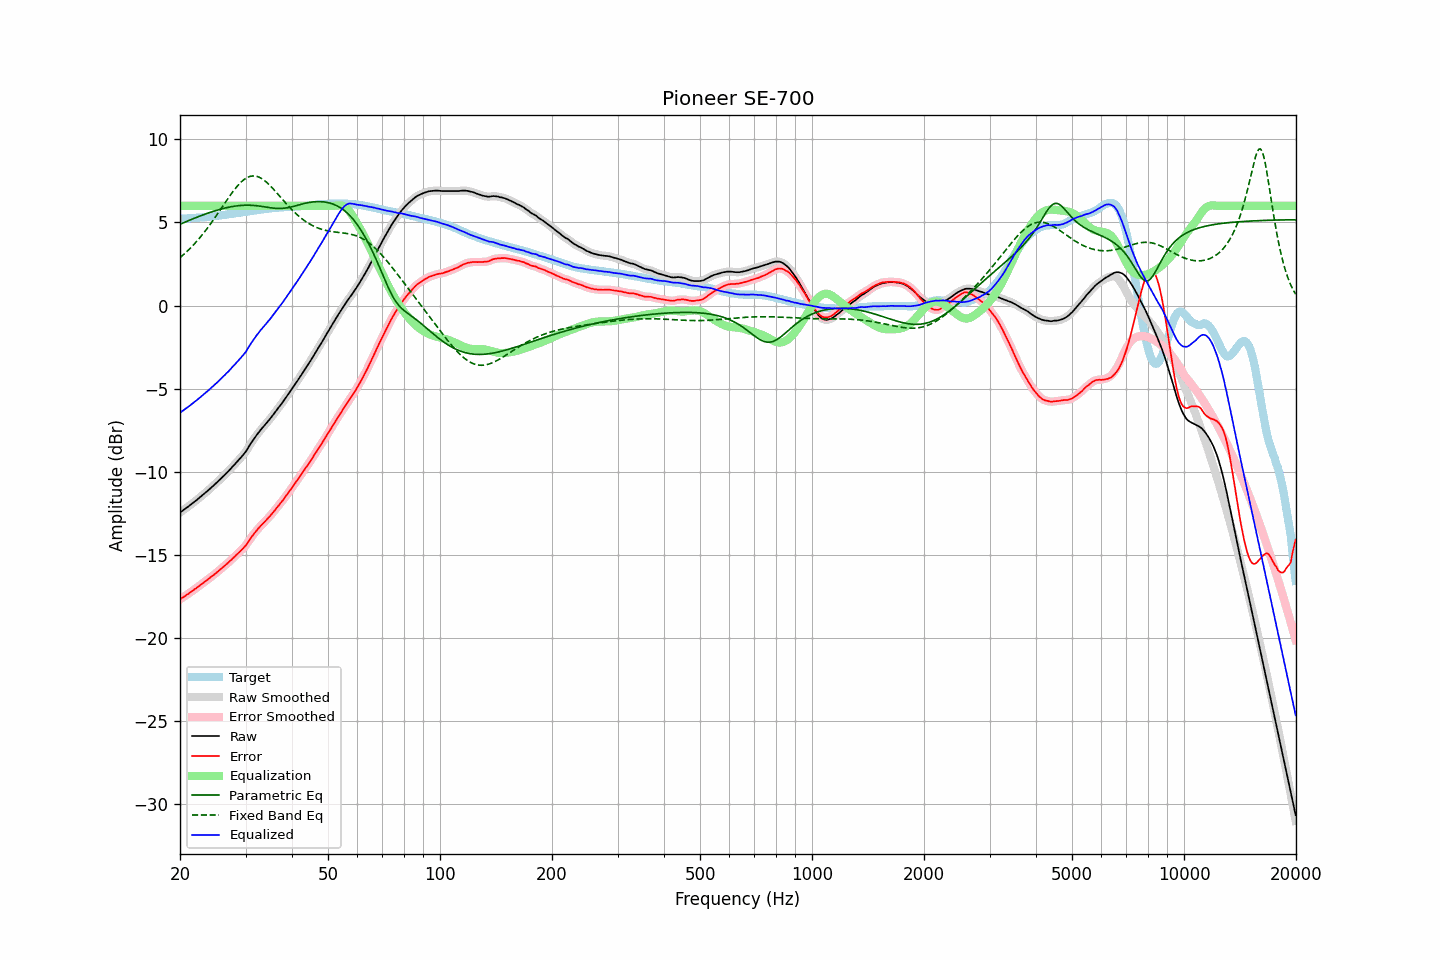 Pioneer SE-700
Amplitude (dBr)
10
5
0
−5
−10
−15
−20
−25
−30
Target
Raw Smoothed
Error Smoothed
Raw
Error
Equalization
Parametric Eq
Fixed Band Eq
Equalized
20 50 100 200 500 1000 2000 5000 10000 20000
Frequency (Hz)